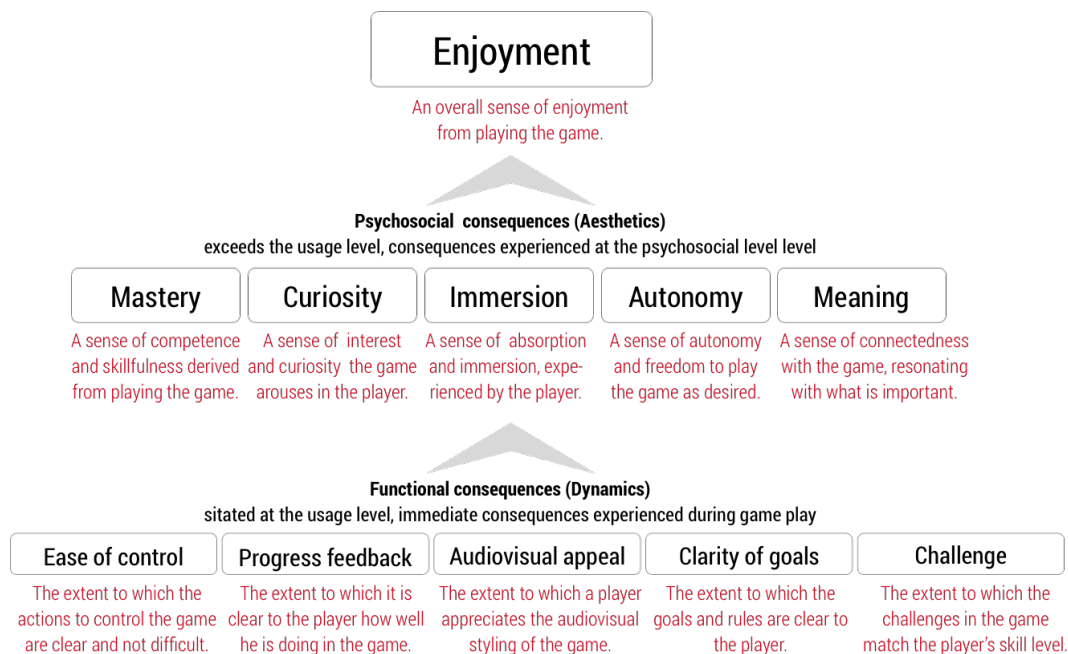 Enjoyment
An overall sense of enjoyment
from playing the game.
Psychosocial consequences (Aesthetics)
exceeds the usage level, consequences experienced at the psychosocial level level
Mastery
A sense of competence
and skillfulness derived
from playing the game.
Curiosity
A sense of interest
and curiosity the game
arouses in the player.
Immersion
A sense of absorption
and immersion, expe-
rienced by the player.
Autonomy
A sense of autonomy
and freedom to play
the game as desired.
Meaning
A sense of connectedness
with the game, resonating
with what is important.
Functional consequences (Dynamics)
sitated at the usage level, immediate consequences experienced during game play
Ease of control
The extent to which the
actions to control the game
are clear and not difficult.
Progress feedback
The extent to which it is
clear to the player how well
he is doing in the game.
Audiovisual appeal
The extent to which a player
appreciates the audiovisual
styling of the game.
Clarity of goals
The extent to which the
goals and rules are clear to
the player.
Challenge
The extent to which the
challenges in the game
match the player's skill level.